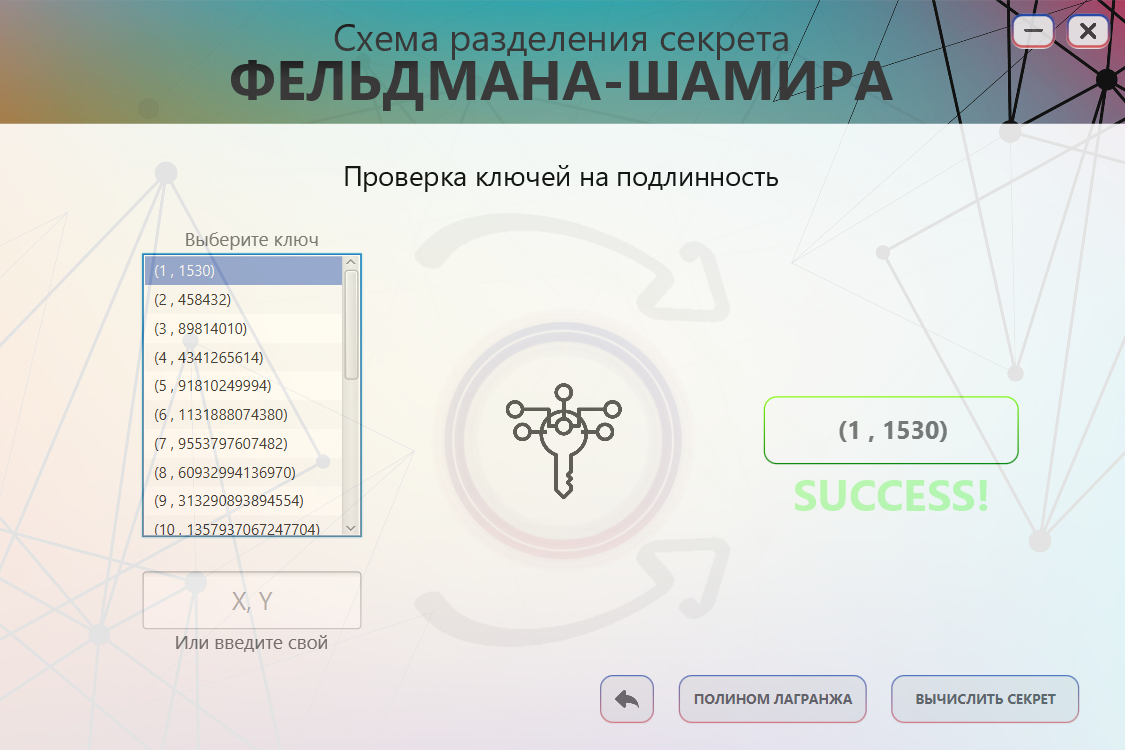 Схема разделения секрета
ФЕЛЬДМАНА-ШАМИРА
Проверка ключей на подлинность
Выберите ключ
(1 , 1530)
(2 , 458432)
(3 , 89814010)
(4 , 4341265614)
(5 , 91810249994)
(6 , 1131888074380)
(7 , 9553797607482)
(8 , 60932994136970)
(9 , 313290893894554)
(10 , 1357937067247704)
(1 , 1530)
SUCCESS!
X, Y
Или введите свой
ПОЛИНОМ ЛАГРАНЖА
ВЫЧИСЛИТЬ СЕКРЕТ